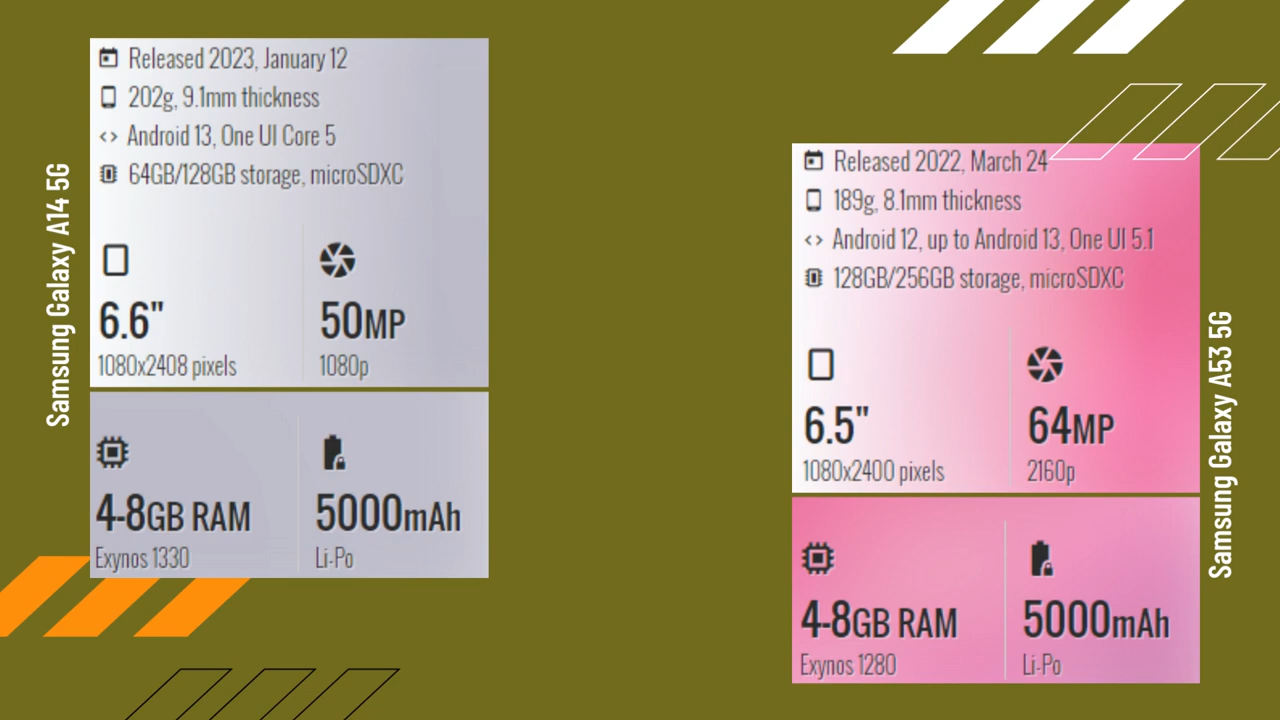 Samsung Galaxy A14 5G
Released 2023, January 12
202g, 9.1mm thickness
Android 13, One UI Core 5
64GB/128GB storage, microSDXC
6.6"
1080x2408 pixels
50MP
1080p
4-8GB RAM
Exynos 1330
5000mAh
Li-Po
Samsung Galaxy A53 5G
Released 2022, March 24
189g, 8.1mm thickness
Android 12, up to Android 13, One UI 5.1
128GB/256GB storage, microSDXC
6.5"
1080x2400 pixels
64MP
2160p
4-8GB RAM
Exynos 1280
5000mAh
Li-Po